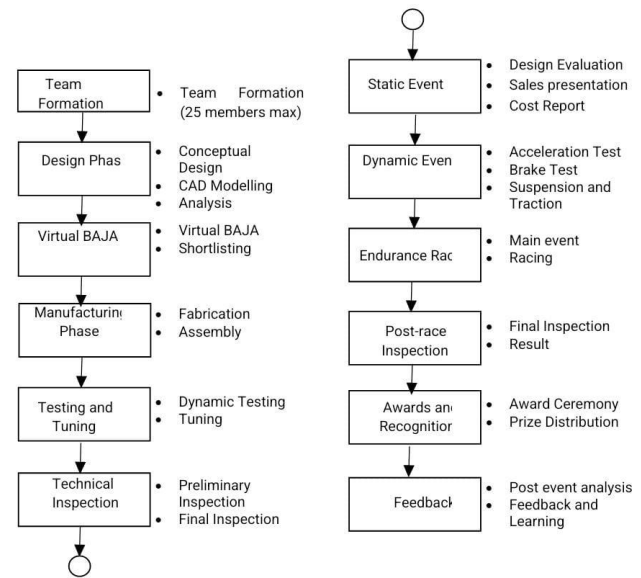 Team
Formation
• Team Formation
(25 members max)
Design Phas
• Conceptual
Design
• CAD Modelling
• Analysis
Virtual BAJA
• Virtual BAJA
• Shortlisting
Manufacturing
Phase
• Fabrication
• Assembly
Testing and
Tuning
• Dynamic Testing
• Tuning
Technical
Inspection
• Preliminary
Inspection
• Final Inspection
Static Event
• Design Evaluation
• Sales presentation
• Cost Report
Dynamic Even
• Acceleration Test
• Brake Test
• Suspension and
Traction
Endurance Rac
• Main event
• Racing
Post-race
Inspection
• Final Inspection
• Result
Awards and
Recognition
• Award Ceremony
• Prize Distribution
Feedback
• Post event analysis
• Feedback and
Learning